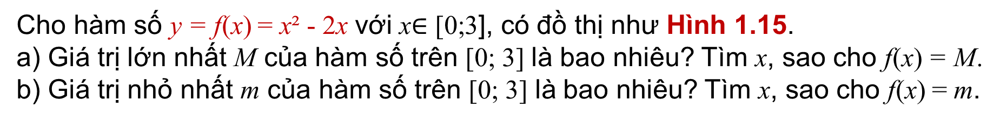 Cho hàm số y = f(x) = x² - 2x với x∈ [0;3], có đồ thị như Hình 1.15.
a) Giá trị lớn nhất M của hàm số trên [0; 3] là bao nhiêu? Tìm x, sao cho f(x) = M.
b) Giá trị nhỏ nhất m của hàm số trên [0; 3] là bao nhiêu? Tìm x, sao cho f(x) = m.